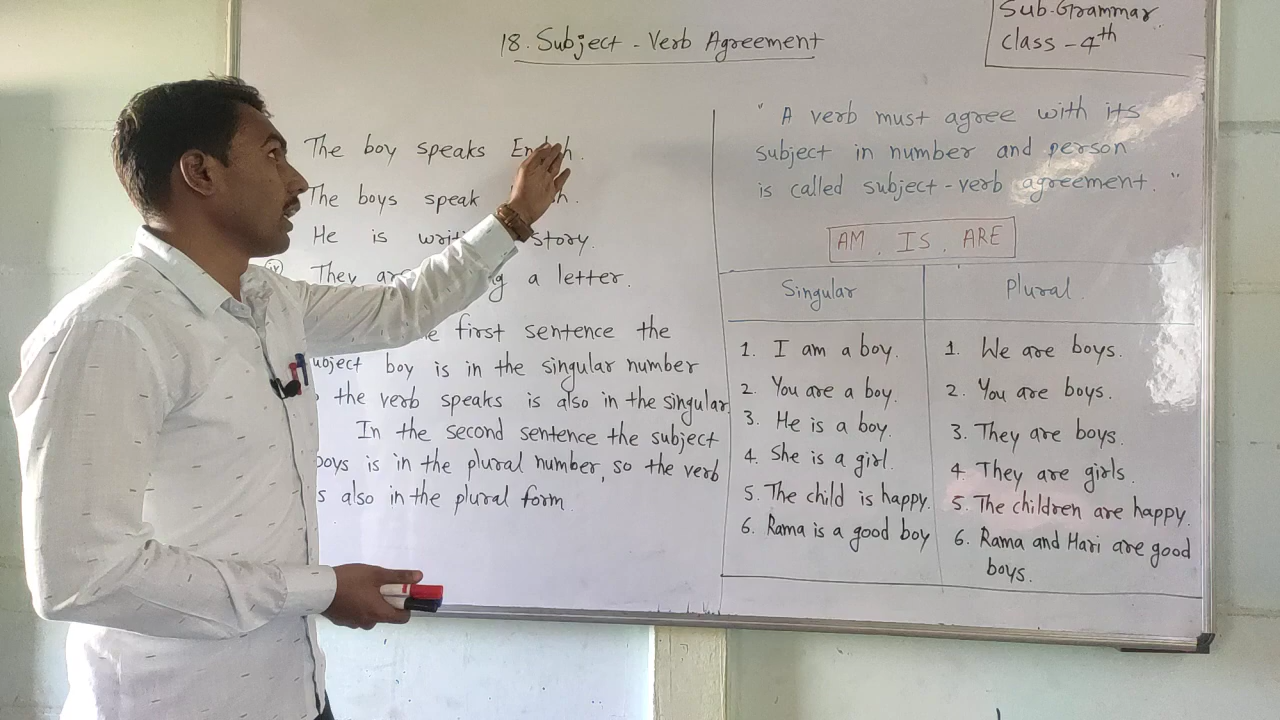 Sub-Grammar
Class - 4th
18. Subject - Verb Agreement
The boy speaks
The boys speak
He is story.
(iv) They a letter.
first sentence the
boy is in the singular number
the verb speaks is also in the singular
In the second sentence the subject
boys is in the plural number, so the verb
also in the plural form.
" A verb must agree with its
subject in number and person
is called subject-verb agreement. "
AM . IS . ARE
Singular
1. I am a boy.
2. You are a boy.
3. He is a boy.
4. She is a girl.
5. The child is happy.
6. Rama is a good boy
Plural.
1. We are boys.
2. You are boys.
3. They are boys.
4. They are girls.
5. The children are happy.
6. Rama and Hari are good
boys.